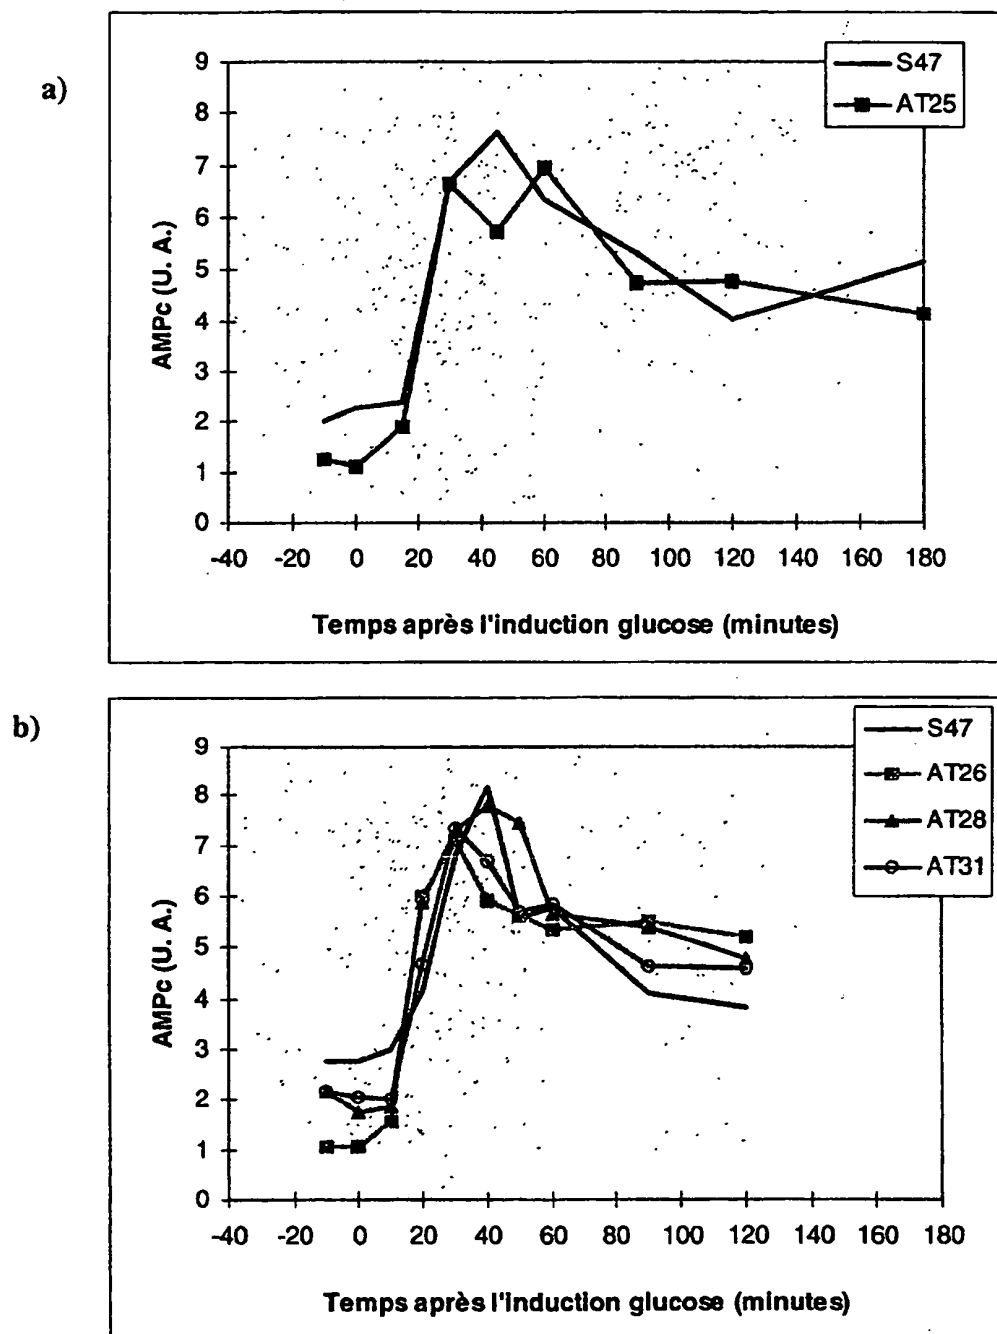 a)
S47
AT25
9
8
7
6
5
4
3
2
1
0
AMPc (U. A.)
-40 -20 0 20 40 60 80 100 120 140 160 180
Temps après l'induction glucose (minutes)
b)
S47
AT26
AT28
AT31
9
8
7
6
5
4
3
2
1
0
AMPc (U. A.)
-40 -20 0 20 40 60 80 100 120 140 160 180
Temps après l'induction glucose (minutes)